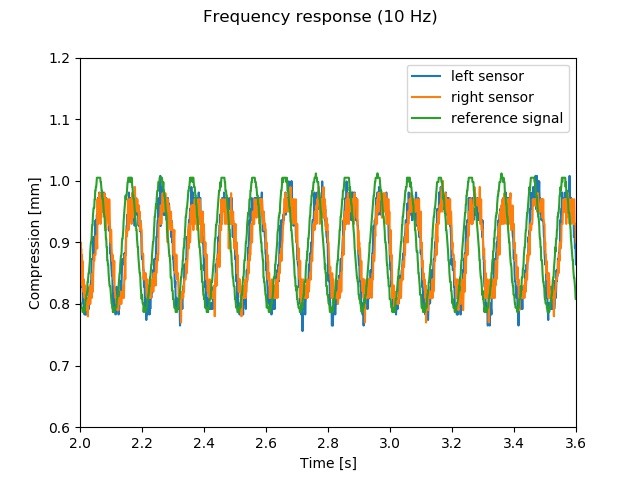 Frequency response (10 Hz)
left sensor
right sensor
reference signal
1.2
1.1
1.0
0.9
0.8
0.7
0.6
Compression [mm]
2.0 2.2 2.4 2.6 2.8 3.0 3.2 3.4 3.6
Time [s]